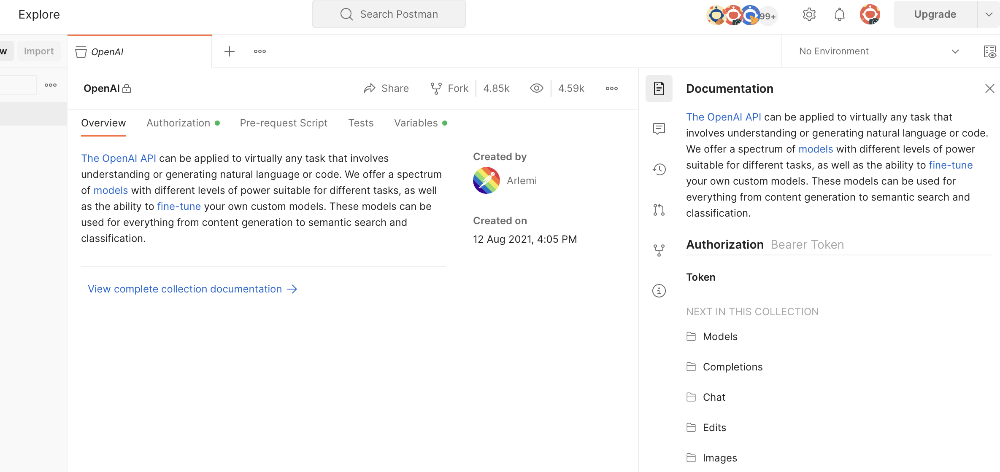 Explore
Search Postman
99+
Upgrade
w
Import
OpenAI
No Environment
OpenAI
Share
Fork
4.85k
4.59k
Overview
Authorization
Pre-request Script
Tests
Variables
The OpenAI API can be applied to virtually any task that involves
understanding or generating natural language or code. We offer a spectrum
of models with different levels of power suitable for different tasks, as well
as the ability to fine-tune your own custom models. These models can be
used for everything from content generation to semantic search and
classification.
View complete collection documentation →
Created by
Arlemi
Created on
12 Aug 2021, 4:05 PM
Documentation
The OpenAI API can be applied to virtually any task that
involves understanding or generating natural language or code.
We offer a spectrum of models with different levels of power
suitable for different tasks, as well as the ability to fine-tune
your own custom models. These models can be used for
everything from content generation to semantic search and
classification.
Authorization Bearer Token
Token
NEXT IN THIS COLLECTION
Models
Completions
Chat
Edits
Images